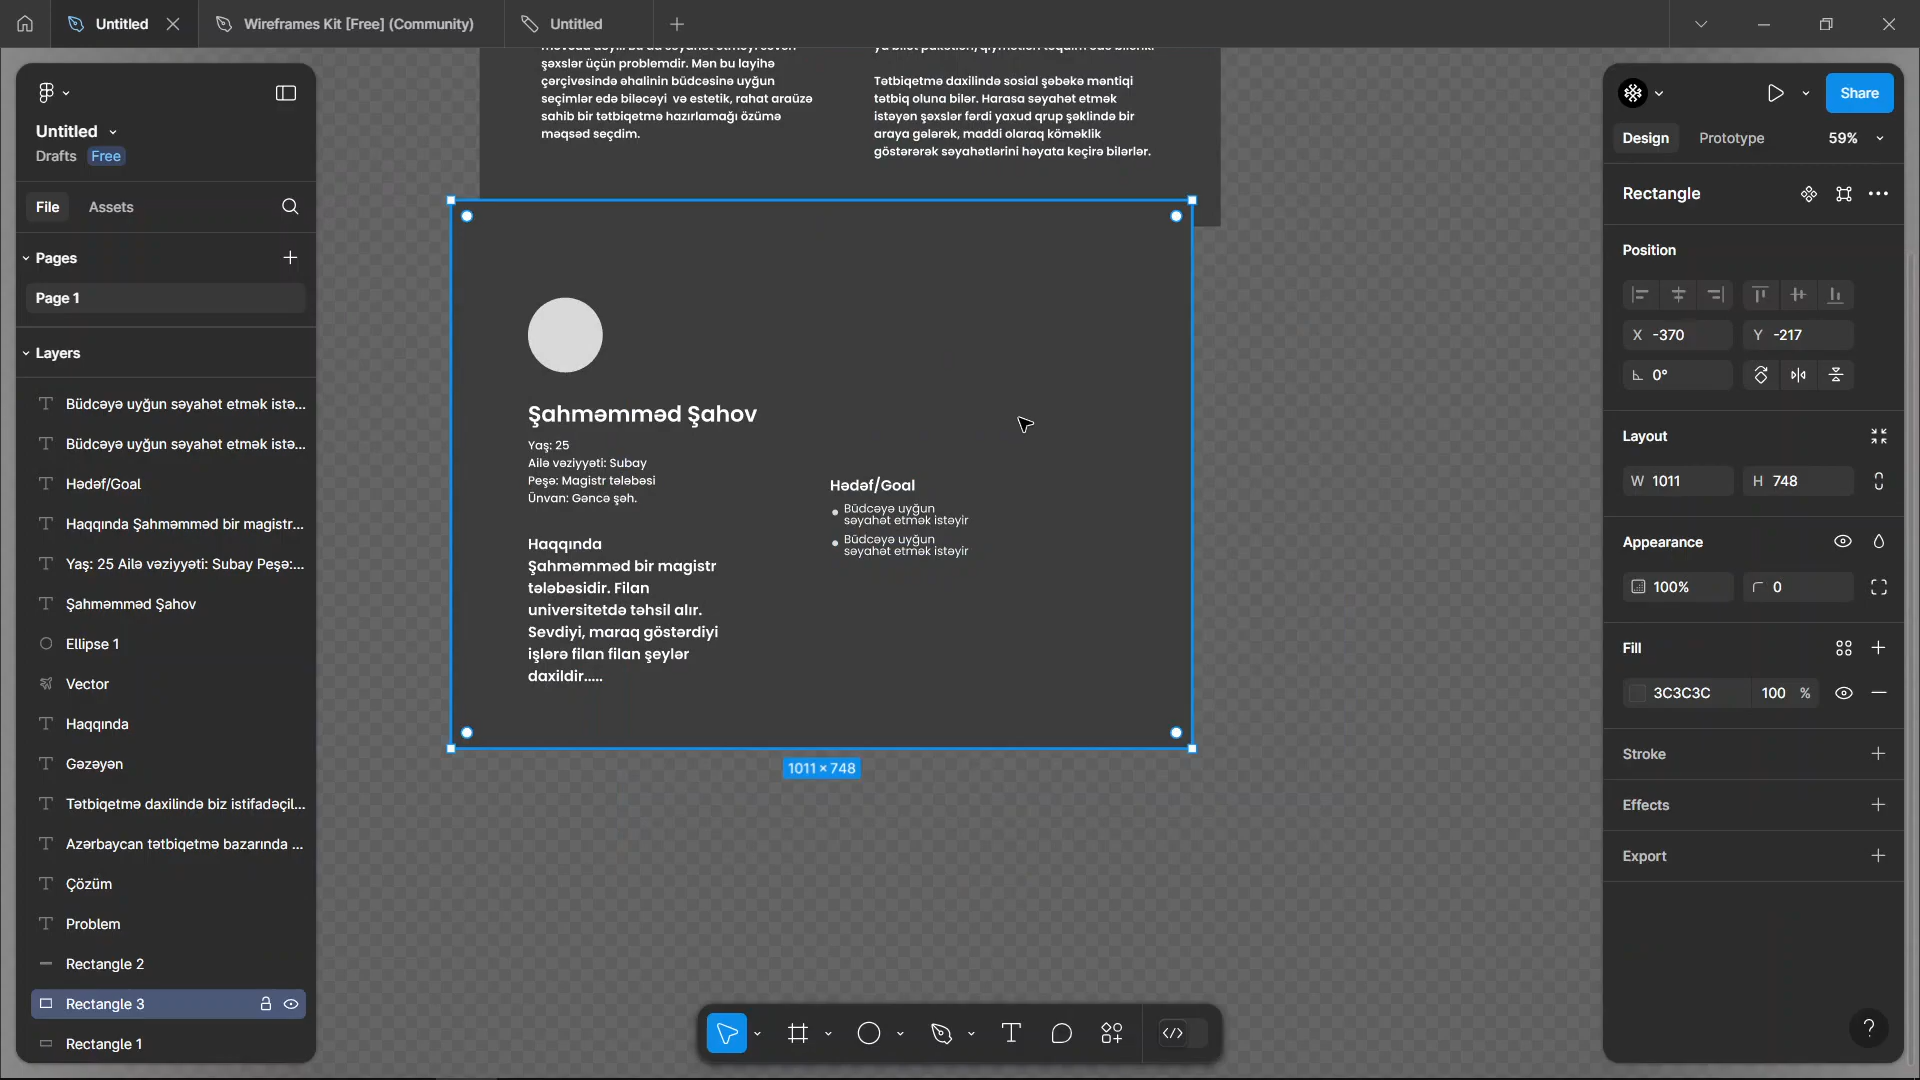 Untitled
Wireframes Kit [Free] (Community)
Untitled
Untitled
Drafts
Free
File
Assets
Pages
Page 1
Layers
Büdcəyə uyğun səyahət etmək istə...
Büdcəyə uyğun səyahət etmək istə...
Hədəf/Goal
Haqqında Şahməmməd bir magistr...
Yaş: 25 Ailə vəziyyəti: Subay Peşə:...
Şahməmməd Şahov
Ellipse 1
Vector
Haqqında
Gəzəyən
Tətbiqetmə daxilində biz istifadəçil...
Azərbaycan tətbiqetmə bazarında ...
Çözüm
Problem
Rectangle 2
Rectangle 3
Rectangle 1
şəxslər üçün problemdir. Mən bu layihə
çərçivəsində əhalinin büdcəsinə uyğun
seçimlər edə biləcəyi və estetik, rahat araüzə
sahib bir tətbiqetmə hazırlamağı özümə
məqsəd seçdim.
Tətbiqetmə daxilində sosial şəbəkə məntiqi
tətbiq oluna bilər. Harasa səyahət etmək
istəyən şəxslər fərdi yaxud qrup şəklində bir
araya gələrək, maddi olaraq köməklik
göstərərək səyahətlərini həyata keçirə bilərlər.
Şahməmməd Şahov
Yaş: 25
Ailə vəziyyəti: Subay
Peşə: Magistr tələbəsi
Ünvan: Gəncə şəh.
Haqqında
Şahməmməd bir magistr
tələbəsidir. Filan
universitetdə təhsil alır.
Sevdiyi, maraq göstərdiyi
işlərə filan filan şeylər
daxildir.....
Hədəf/Goal
Büdcəyə uyğun
səyahət etmək istəyir
Büdcəyə uyğun
səyahət etmək istəyir
1011 × 748
Share
Design
Prototype
59%
Rectangle
Position
X -370
Y -217
0°
Layout
W 1011
H 748
Appearance
100%
0
Fill
3C3C3C
100 %
Stroke
Effects
Export
?